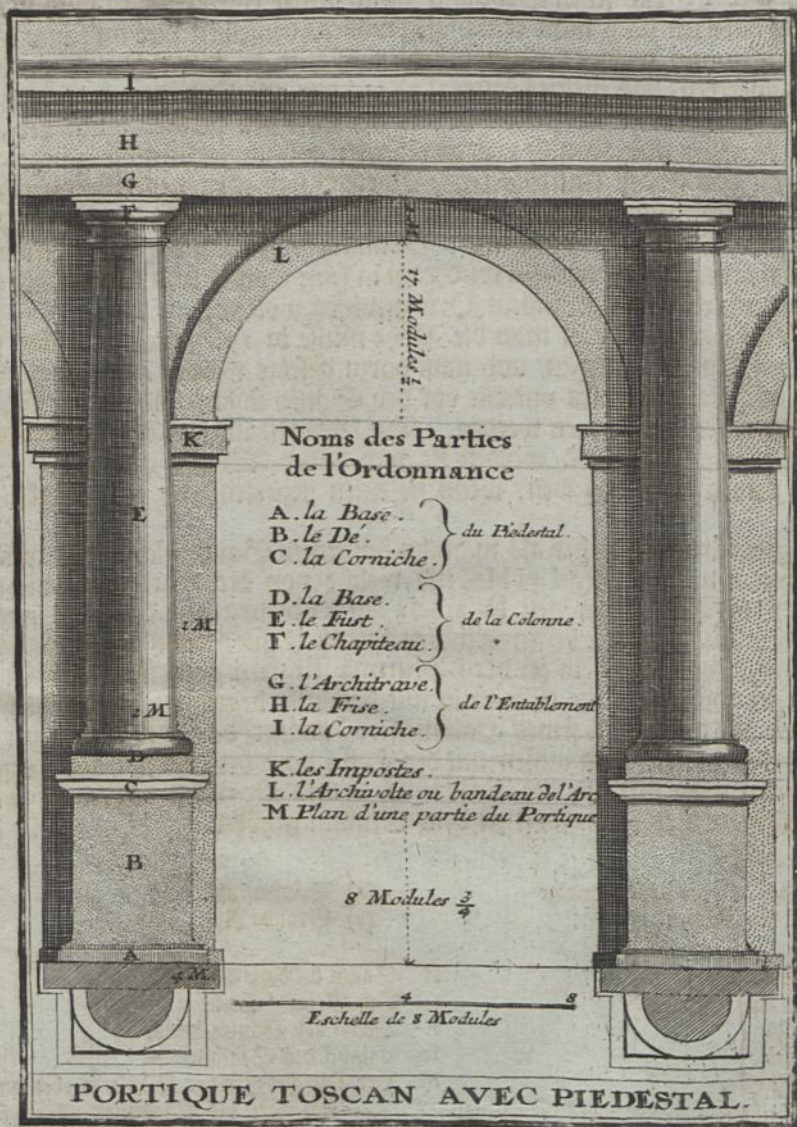 I
H
G
F
2 M
L
17 Modules 1/2
K
Noms des Parties
de l'Ordonnance
E
A. la Base.
B. le Dé. du Piedestal.
C. la Corniche.
D. la Base.
E. le Fust. de la Colonne.
F. le Chapiteau.
1 M
G. l'Architrave.
H. la Frise. de l'Entablement
I. la Corniche.
2 M
D
K. les Impostes.
C
L. l'Archivolte ou bandeau de l'Arc
M. Plan d'une partie du Portique
B
8 Modules 3/4
A
4 M.
4 8
Eschelle de 8 Modules
PORTIQUE TOSCAN AVEC PIEDESTAL.